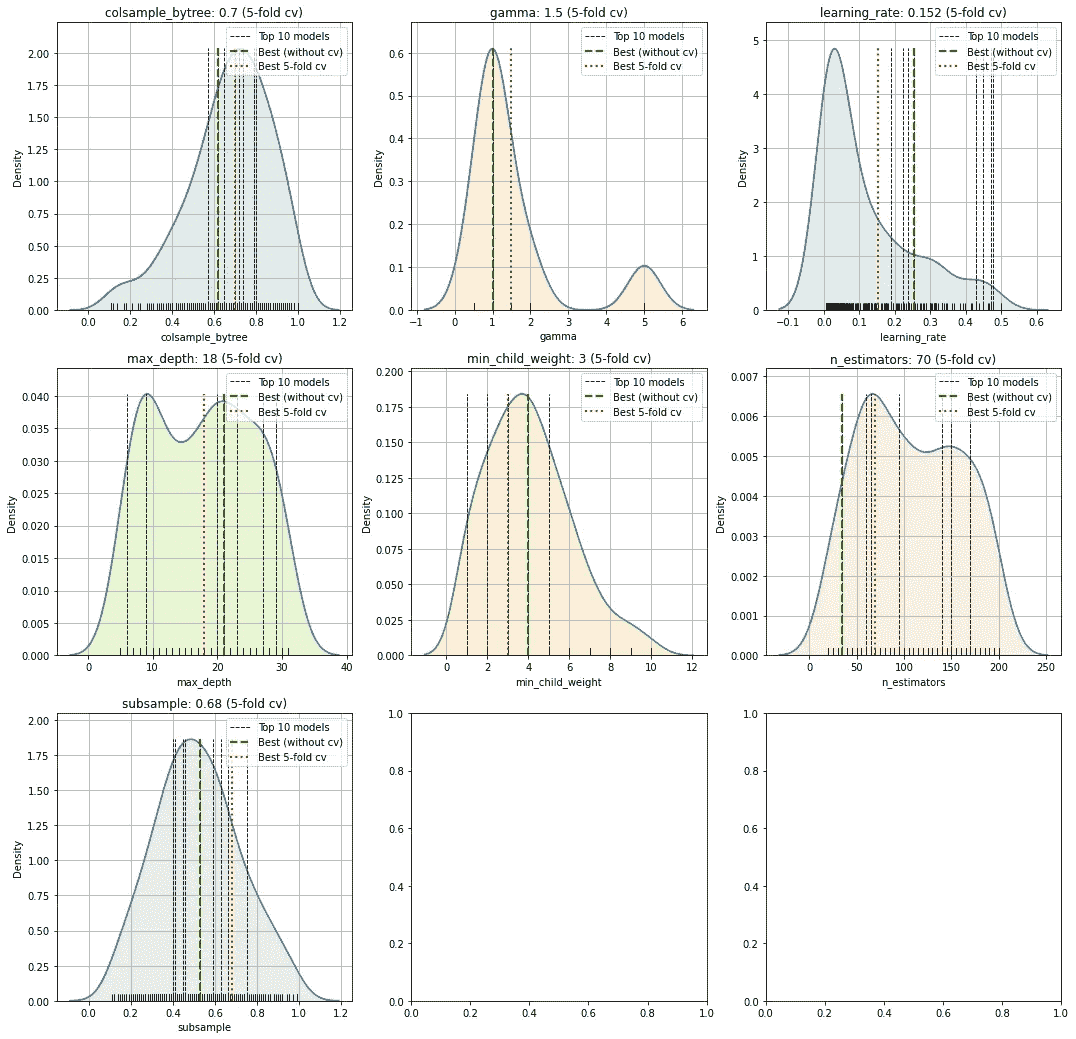 colsample_bytree: 0.7 (5-fold cv)
2.00
1.75
1.50
1.25
1.00
0.75
0.50
0.25
0.00
Density
Top 10 models
Best (without cv)
Best 5-fold cv
0.0 0.2 0.4 0.6 0.8 1.0 1.2
colsample_bytree
gamma: 1.5 (5-fold cv)
0.6
0.5
0.4
0.3
0.2
0.1
0.0
Density
Top 10 models
Best (without cv)
Best 5-fold cv
−1 0 1 2 3 4 5 6
gamma
learning_rate: 0.152 (5-fold cv)
5
4
3
2
1
0
Density
Top 10 models
Best (without cv)
Best 5-fold cv
−0.1 0.0 0.1 0.2 0.3 0.4 0.5 0.6
learning_rate
max_depth: 18 (5-fold cv)
0.040
0.035
0.030
0.025
0.020
0.015
0.010
0.005
0.000
Density
Top 10 models
Best (without cv)
Best 5-fold cv
0 10 20 30 40
max_depth
min_child_weight: 3 (5-fold cv)
0.200
0.175
0.150
0.125
0.100
0.075
0.050
0.025
0.000
Density
Top 10 models
Best (without cv)
Best 5-fold cv
0 2 4 6 8 10 12
min_child_weight
n_estimators: 70 (5-fold cv)
0.007
0.006
0.005
0.004
0.003
0.002
0.001
0.000
Density
Top 10 models
Best (without cv)
Best 5-fold cv
0 50 100 150 200 250
n_estimators
subsample: 0.68 (5-fold cv)
2.00
1.75
1.50
1.25
1.00
0.75
0.50
0.25
0.00
Density
Top 10 models
Best (without cv)
Best 5-fold cv
0.0 0.2 0.4 0.6 0.8 1.0 1.2
subsample
1.0
0.8
0.6
0.4
0.2
0.0
0.0 0.2 0.4 0.6 0.8 1.0
1.0
0.8
0.6
0.4
0.2
0.0
0.0 0.2 0.4 0.6 0.8 1.0